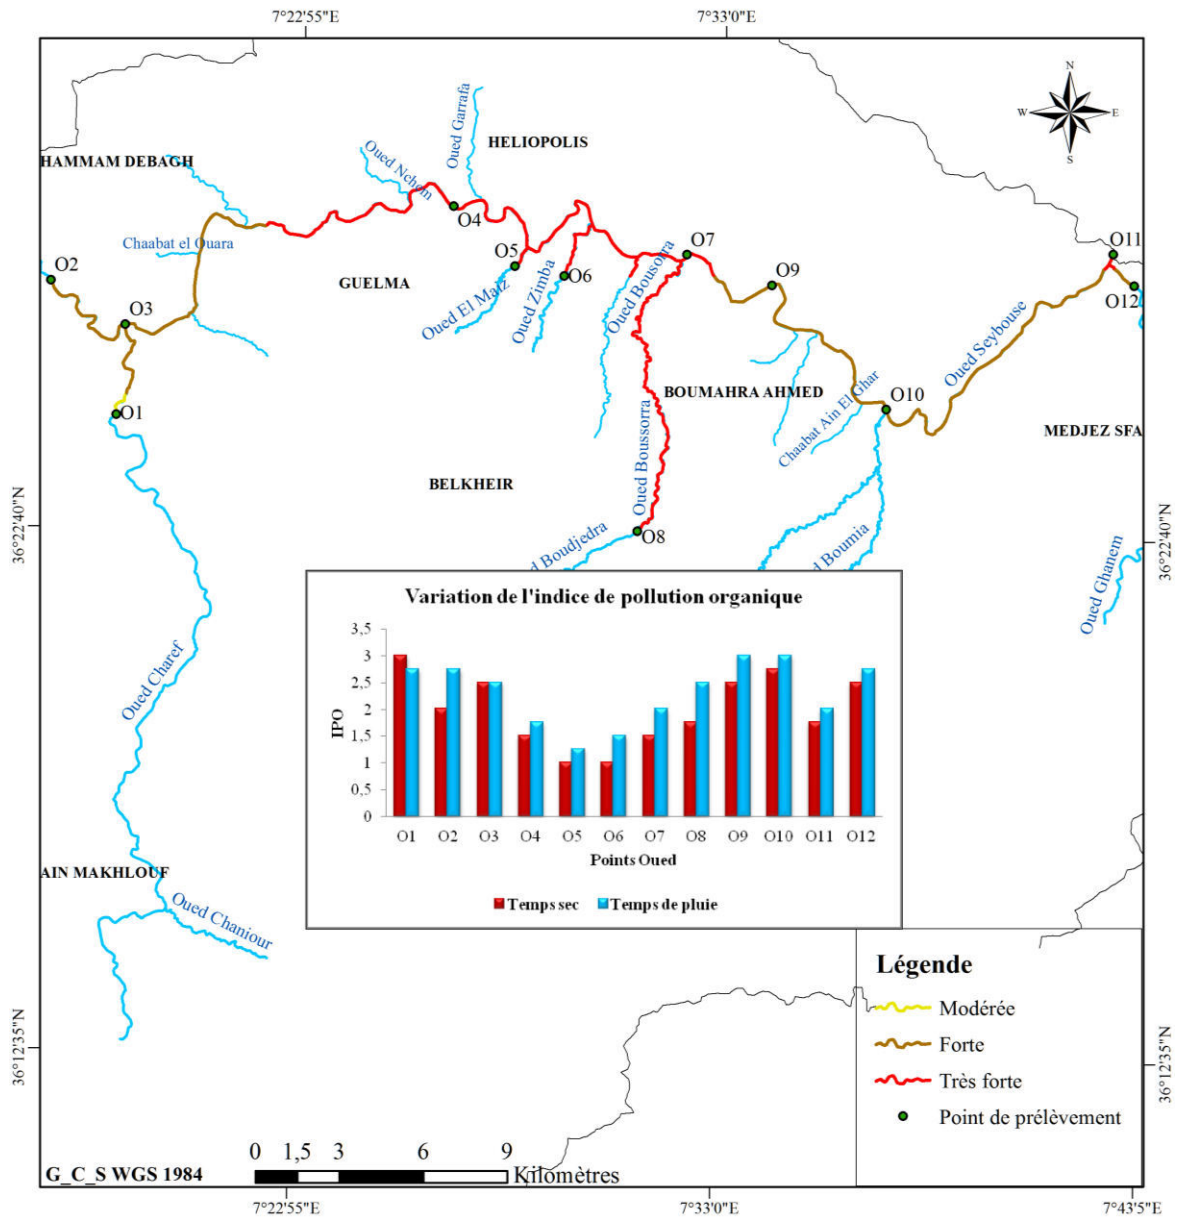 7°22'55"E
7°33'0"E
N
W
E
S
HELIOPOLIS
Oued Garrafa
HAMMAM DEBAGH
Oued Nchem
O4
O11
Chaabat el Ouara
O7
O2
O5
O6
O9
O12
GUELMA
Oued Bousorra
Oued El Malz
Oued Zimba
O3
Oued Seybouse
O1
BOUMAHRA AHMED
O10
Chaabat Ain El Ghar
MEDJEZ SFA
BELKHEIR
Oued Boussorra
36°22'40"N
36°22'40"N
O8
Boudjedra
Boumia
Oued Ghanem
Variation de l'indice de pollution organique
3,5
3
2,5
2
1,5
1
0,5
0
IPO
O1 O2 O3 O4 O5 O6 O7 O8 O9 O10 O11 O12
Points Oued
Temps sec Temps de pluie
Oued Charef
AIN MAKHLOUF
Oued Chaniour
Légende
Modérée
Forte
Très forte
Point de prélèvement
36°12'35"N
36°12'35"N
0 1,5 3 6 9
Kilomètres
G_C_S WGS 1984
7°22'55"E
7°33'0"E
7°43'5"E